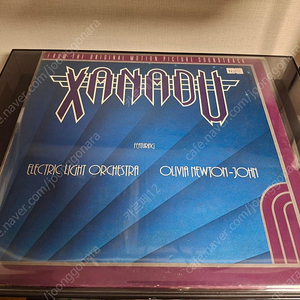 FROM THE ORIGINAL MOTION PICTURE SOUNDTRACK
XANADU
FEATURING
ELECTRIC LIGHT ORCHESTRA OLIVIA NEWTON-JOHN
cafe.naver.com/joonggonara